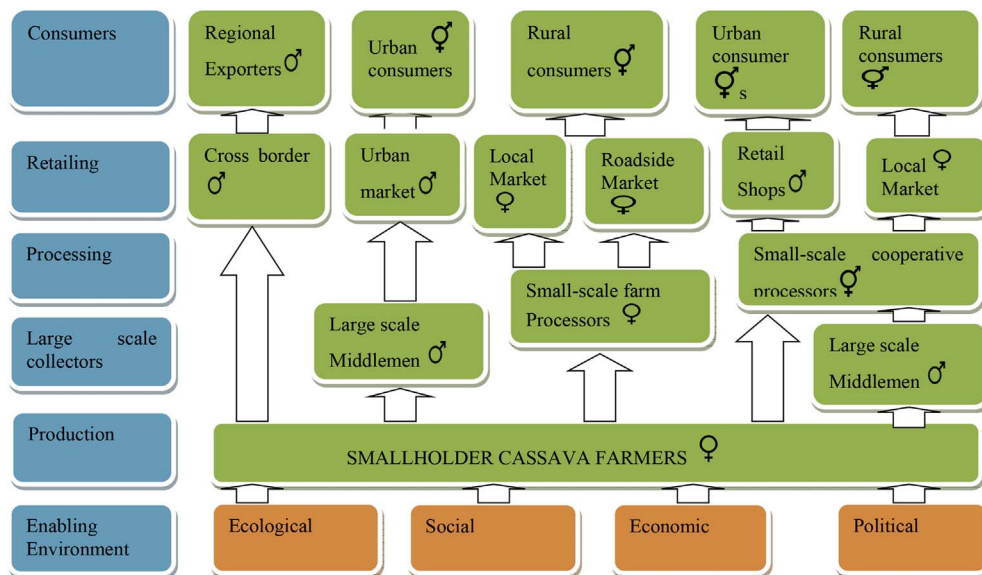 Consumers
Regional
Exporters ♂
Urban ⚥
consumers
Rural
consumers ⚥
Urban
consumer
⚥ s
Rural
consumers
⚥
Retailing
Cross border
♂
Urban
market ♂
Local
Market
♀
Roadside
Market
♀
Retail
Shops ♂
Local ♀
Market
Processing
Small-scale farm
Processors ♀
Small-scale cooperative
processors ⚥
Large scale
collectors
Large scale
Middlemen ♂
Large scale
Middlemen ♂
Production
SMALLHOLDER CASSAVA FARMERS ♀
Enabling
Environment
Ecological
Social
Economic
Political